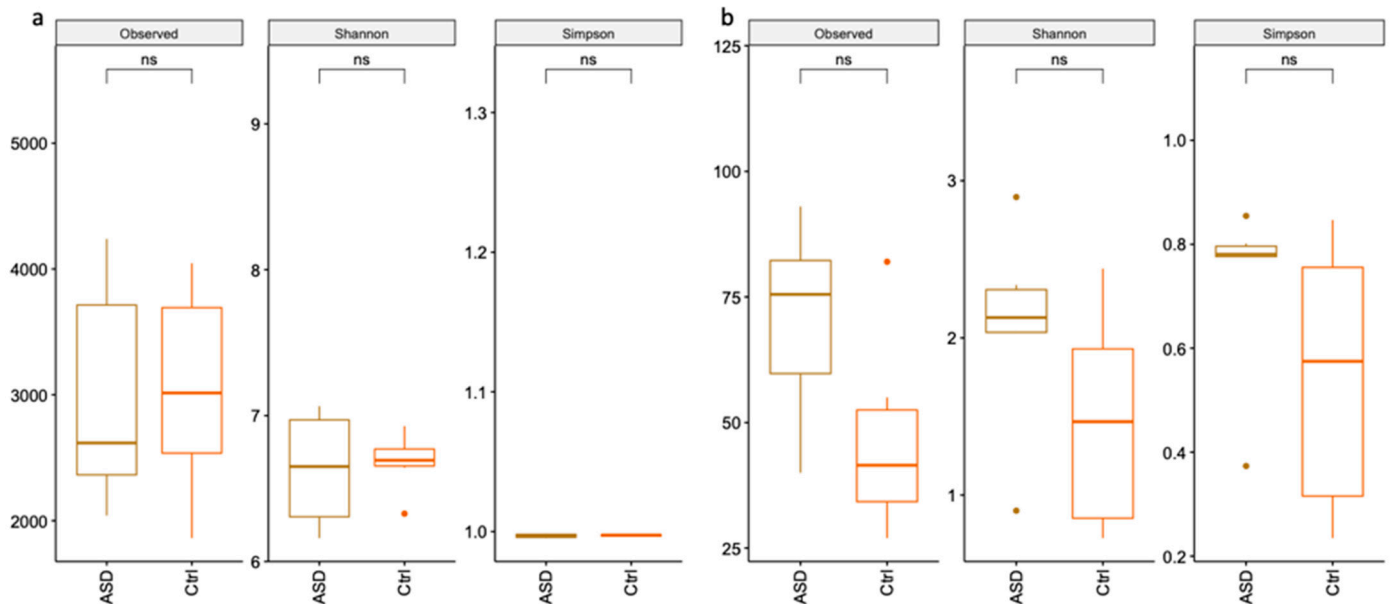 a
Observed
Shannon
Simpson
ns
ns
ns
5000
4000
3000
2000
9
8
7
6
1.3
1.2
1.1
1.0
ASD
Ctrl
ASD
Ctrl
ASD
Ctrl
b
Observed
Shannon
Simpson
ns
ns
ns
125
100
75
50
25
3
2
1
1.0
0.8
0.6
0.4
0.2
ASD
Ctrl
ASD
Ctrl
ASD
Ctrl